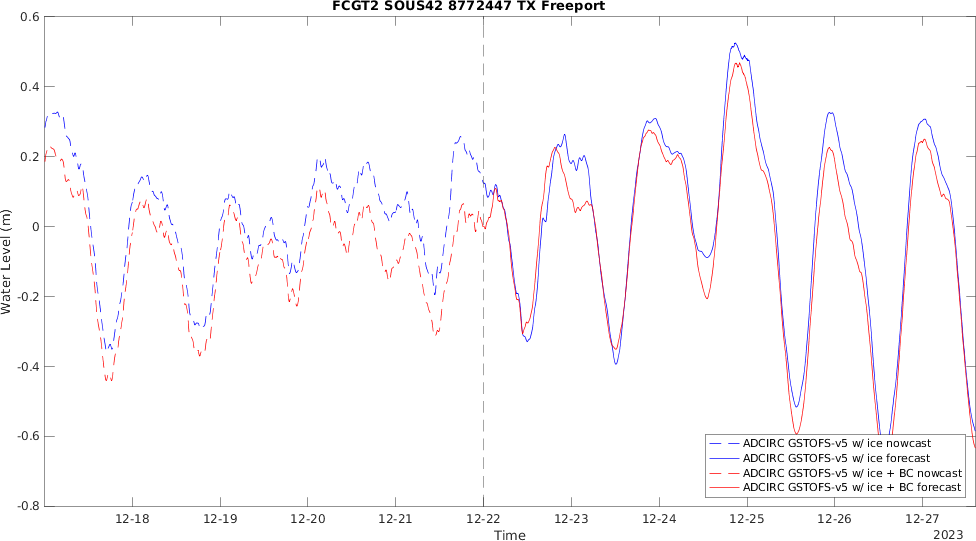 FCGT2 SOUS42 8772447 TX Freeport
0.6
0.4
0.2
0
-0.2
-0.4
-0.6
-0.8
Water Level (m)
12-18 12-19 12-20 12-21 12-22 12-23 12-24 12-25 12-26 12-27
Time
2023
ADCIRC GSTOFS-v5 w/ ice nowcast
ADCIRC GSTOFS-v5 w/ ice forecast
ADCIRC GSTOFS-v5 w/ ice + BC nowcast
ADCIRC GSTOFS-v5 w/ ice + BC forecast